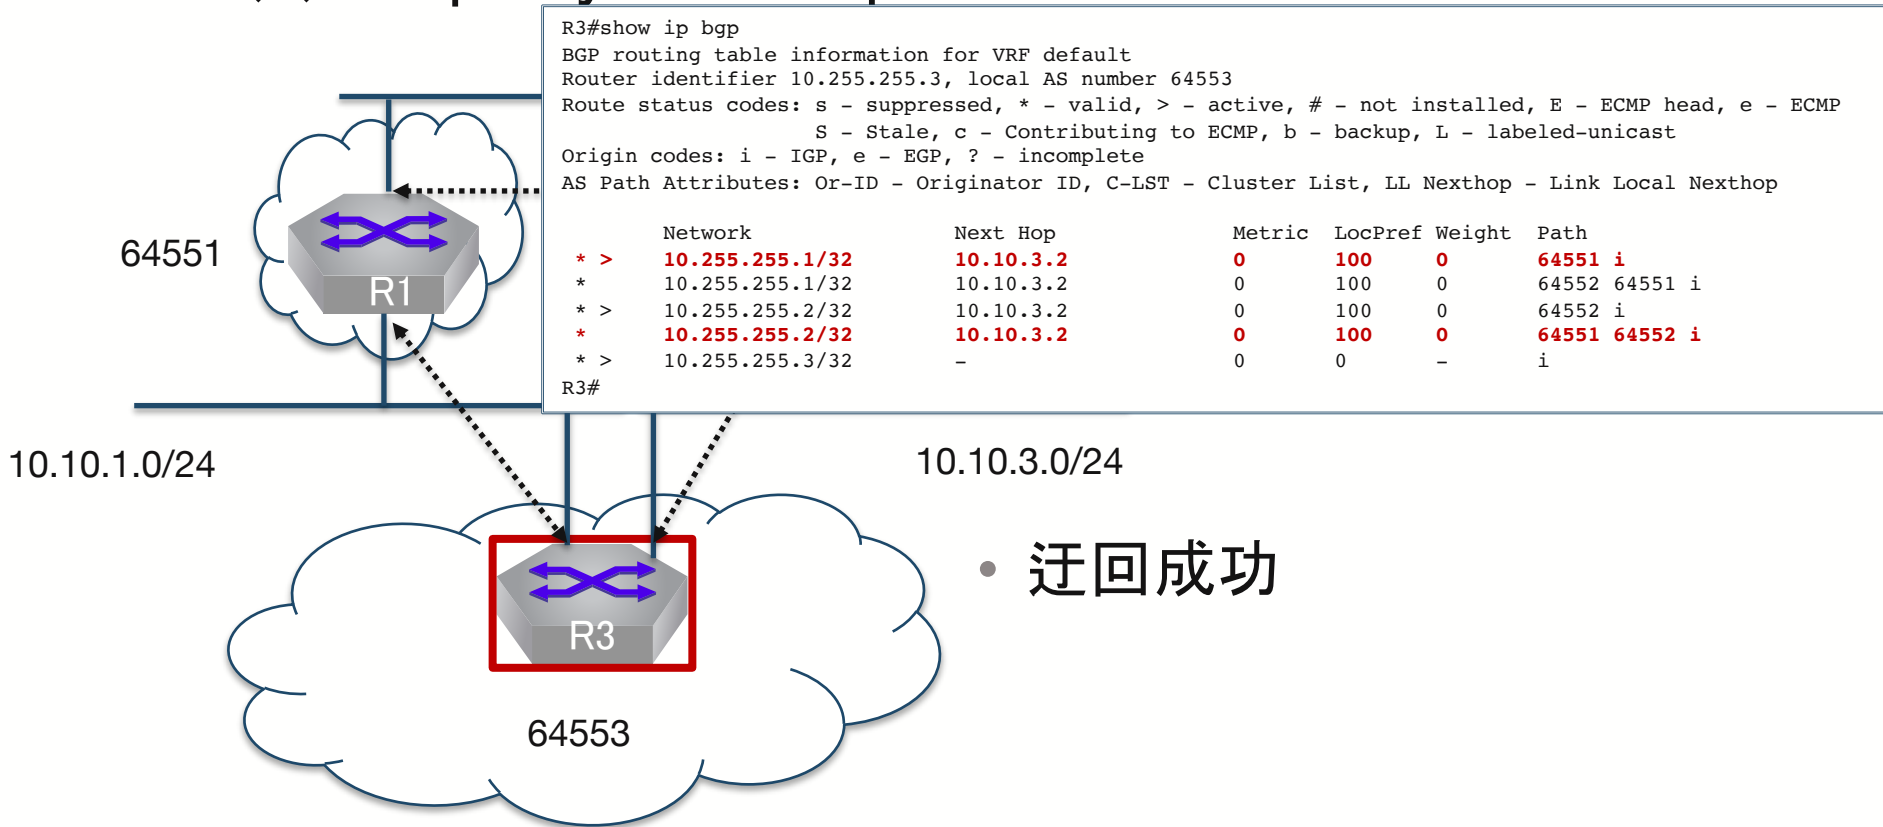 R3#show ip bgp
BGP routing table information for VRF default
Router identifier 10.255.255.3, local AS number 64553
Route status codes: s - suppressed, * - valid, > - active, # - not installed, E - ECMP head, e - ECMP
S - Stale, c - Contributing to ECMP, b - backup, L - labeled-unicast
Origin codes: i - IGP, e - EGP, ? - incomplete
AS Path Attributes: Or-ID - Originator ID, C-LST - Cluster List, LL Nexthop - Link Local Nexthop
Network Next Hop Metric LocPref Weight Path
* > 10.255.255.1/32 10.10.3.2 0 100 0 64551 i
* 10.255.255.1/32 10.10.3.2 0 100 0 64552 64551 i
* > 10.255.255.2/32 10.10.3.2 0 100 0 64552 i
* 10.255.255.2/32 10.10.3.2 0 100 0 64551 64552 i
* > 10.255.255.3/32 - 0 0 - i
R3#
64551
R1
10.10.1.0/24
10.10.3.0/24
• 迂回成功
R3
64553